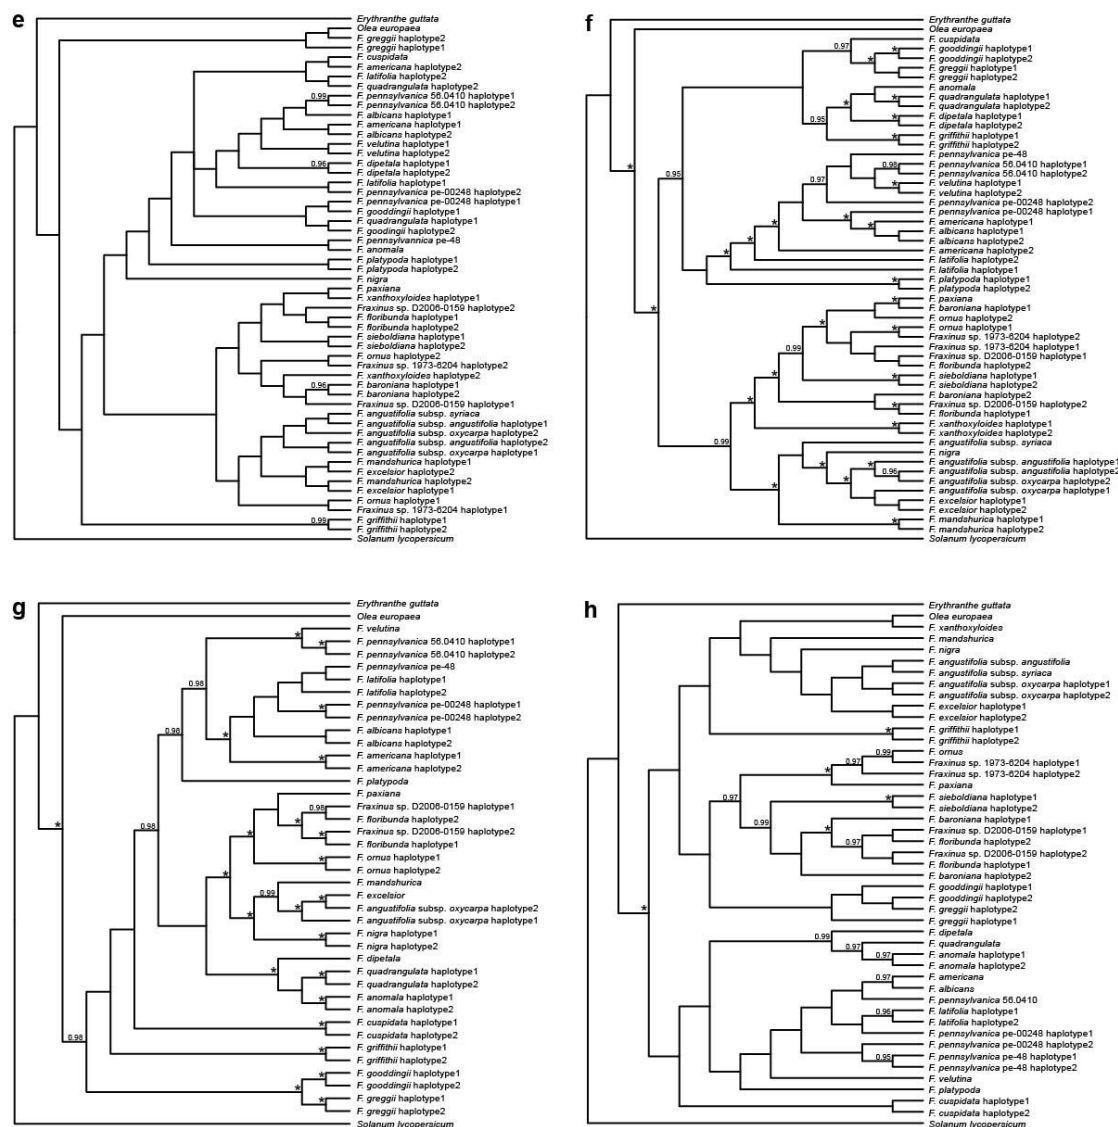 e
Erythranthe guttata
Olea europaea
F. greggii haplotype2
F. greggii haplotype1
F. cuspidata
F. americana haplotype2
F. latifolia haplotype2
F. quadrangulata haplotype2
0.99
F. pennsylvanica 56.0410 haplotype1
F. pennsylvanica 56.0410 haplotype2
F. albicans haplotype1
F. americana haplotype1
F. albicans haplotype2
F. velutina haplotype1
F. velutina haplotype2
0.96
F. dipetala haplotype1
F. dipetala haplotype2
F. latifolia haplotype1
F. pennsylvanica pe-00248 haplotype2
F. pennsylvanica pe-00248 haplotype1
F. gooddingii haplotype1
F. quadrangulata haplotype1
F. goodingii haplotype2
F. pennsylvannica pe-48
F. anomala
F. platypoda haplotype1
F. platypoda haplotype2
F. nigra
F. paxiana
F. xanthoxyloides haplotype1
Fraxinus sp. D2006-0159 haplotype2
F. floribunda haplotype1
F. floribunda haplotype2
F. sieboldiana haplotype1
F. sieboldiana haplotype2
F. ornus haplotype2
Fraxinus sp. 1973-6204 haplotype2
F. xanthoxyloides haplotype2
0.96
F. baroniana haplotype1
F. baroniana haplotype2
Fraxinus sp. D2006-0159 haplotype1
F. angustifolia subsp. syriaca
F. angustifolia subsp. angustifolia haplotype1
F. angustifolia subsp. oxycarpa haplotype2
F. angustifolia subsp. angustifolia haplotype2
F. angustifolia subsp. oxycarpa haplotype1
F. mandshurica haplotype1
F. excelsior haplotype2
F. mandshurica haplotype2
F. excelsior haplotype1
F. ornus haplotype1
Fraxinus sp. 1973-6204 haplotype1
0.99
F. griffithii haplotype1
F. griffithii haplotype2
Solanum lycopersicum
f
Erythranthe guttata
Olea europaea
F. cuspidata
0.97
F. gooddingii haplotype1
* F. gooddingii haplotype2
F. greggii haplotype1
F. greggii haplotype2
F. anomala
F. quadrangulata haplotype1
F. quadrangulata haplotype2
F. dipetala haplotype1
0.95
F. dipetala haplotype2
F. griffithii haplotype1
F. griffithii haplotype2
F. pennsylvanica pe-48
0.98
F. pennsylvanica 56.0410 haplotype1
F. pennsylvanica 56.0410 haplotype2
0.95
0.97
F. velutina haplotype1
F. velutina haplotype2
F. pennsylvanica pe-00248 haplotype2
F. pennsylvanica pe-00248 haplotype1
F. americana haplotype1
F. albicans haplotype1
F. albicans haplotype2
F. americana haplotype2
F. latifolia haplotype2
F. latifolia haplotype1
F. platypoda haplotype1
F. platypoda haplotype2
F. paxiana
F. baroniana haplotype1
F. ornus haplotype2
F. ornus haplotype1
Fraxinus sp. 1973-6204 haplotype2
0.99
Fraxinus sp. 1973-6204 haplotype1
Fraxinus sp. D2006-0159 haplotype1
F. floribunda haplotype2
F. sieboldiana haplotype1
F. sieboldiana haplotype2
F. baroniana haplotype2
Fraxinus sp. D2006-0159 haplotype2
F. floribunda haplotype1
F. xanthoxyloides haplotype1
F. xanthoxyloides haplotype2
0.99
F. angustifolia subsp. syriaca
F. nigra
F. angustifolia subsp. angustifolia haplotype1
0.96
F. angustifolia subsp. angustifolia haplotype2
F. angustifolia subsp. oxycarpa haplotype2
F. angustifolia subsp. oxycarpa haplotype1
F. excelsior haplotype1
F. excelsior haplotype2
F. mandshurica haplotype1
F. mandshurica haplotype2
Solanum lycopersicum
g
Erythranthe guttata
Olea europaea
F. velutina
F. pennsylvanica 56.0410 haplotype1
F. pennsylvanica 56.0410 haplotype2
F. pennsylvanica pe-48
0.98
F. latifolia haplotype1
F. latifolia haplotype2
F. pennsylvanica pe-00248 haplotype1
F. pennsylvanica pe-00248 haplotype2
0.98
F. albicans haplotype1
F. albicans haplotype2
F. americana haplotype1
F. americana haplotype2
F. platypoda
F. paxiana
0.98
Fraxinus sp. D2006-0159 haplotype1
F. floribunda haplotype2
0.98
Fraxinus sp. D2006-0159 haplotype2
F. floribunda haplotype1
F. ornus haplotype1
F. ornus haplotype2
0.99
F. mandshurica
F. excelsior
F. angustifolia subsp. oxycarpa haplotype2
F. angustifolia subsp. oxycarpa haplotype1
F. nigra haplotype1
F. nigra haplotype2
F. dipetala
F. quadrangulata haplotype1
F. quadrangulata haplotype2
F. anomala haplotype1
F. anomala haplotype2
F. cuspidata haplotype1
F. cuspidata haplotype2
0.98
F. griffithii haplotype1
F. griffithii haplotype2
F. gooddingii haplotype1
F. gooddingii haplotype2
F. greggii haplotype1
F. greggii haplotype2
Solanum lycopersicum
h
Erythranthe guttata
Olea europaea
F. xanthoxyloides
F. mandshurica
F. nigra
F. angustifolia subsp. angustifolia
F. angustifolia subsp. syriaca
F. angustifolia subsp. oxycarpa haplotype1
F. angustifolia subsp. oxycarpa haplotype2
F. excelsior haplotype1
F. excelsior haplotype2
F. griffithii haplotype1
F. griffithii haplotype2
0.99
F. ornus
0.97
Fraxinus sp. 1973-6204 haplotype1
Fraxinus sp. 1973-6204 haplotype2
F. paxiana
0.97
F. sieboldiana haplotype1
F. sieboldiana haplotype2
0.99
F. baroniana haplotype1
Fraxinus sp. D2006-0159 haplotype1
0.97
F. floribunda haplotype2
Fraxinus sp. D2006-0159 haplotype2
F. floribunda haplotype1
F. baroniana haplotype2
F. gooddingii haplotype1
F. gooddingii haplotype2
F. greggii haplotype2
F. greggii haplotype1
0.99
F. dipetala
0.97
F. quadrangulata
0.97
F. anomala haplotype1
F. anomala haplotype2
0.97
F. americana
F. albicans
F. pennsylvanica 56.0410
0.96
F. latifolia haplotype1
F. latifolia haplotype2
F. pennsylvanica pe-00248 haplotype1
F. pennsylvanica pe-00248 haplotype2
0.95
F. pennsylvanica pe-48 haplotype1
F. pennsylvanica pe-48 haplotype2
F. velutina
F. platypoda
F. cuspidata haplotype1
F. cuspidata haplotype2
Solanum lycopersicum